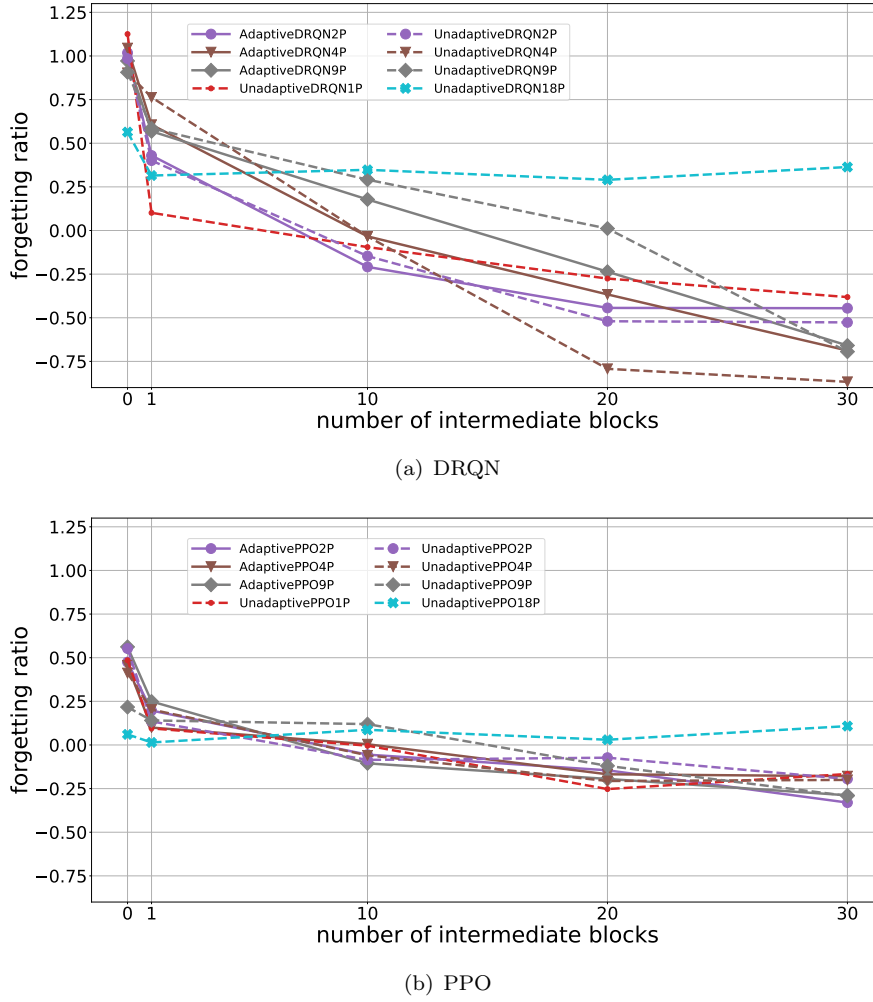 1.25
1.00
0.75
0.50
0.25
0.00
−0.25
−0.50
−0.75
forgetting ratio
AdaptiveDRQN2P
AdaptiveDRQN4P
AdaptiveDRQN9P
UnadaptiveDRQN1P
UnadaptiveDRQN2P
UnadaptiveDRQN4P
UnadaptiveDRQN9P
UnadaptiveDRQN18P
0 1 10 20 30
number of intermediate blocks
(a) DRQN
1.25
1.00
0.75
0.50
0.25
0.00
−0.25
−0.50
−0.75
forgetting ratio
AdaptivePPO2P
AdaptivePPO4P
AdaptivePPO9P
UnadaptivePPO1P
UnadaptivePPO2P
UnadaptivePPO4P
UnadaptivePPO9P
UnadaptivePPO18P
0 1 10 20 30
number of intermediate blocks
(b) PPO